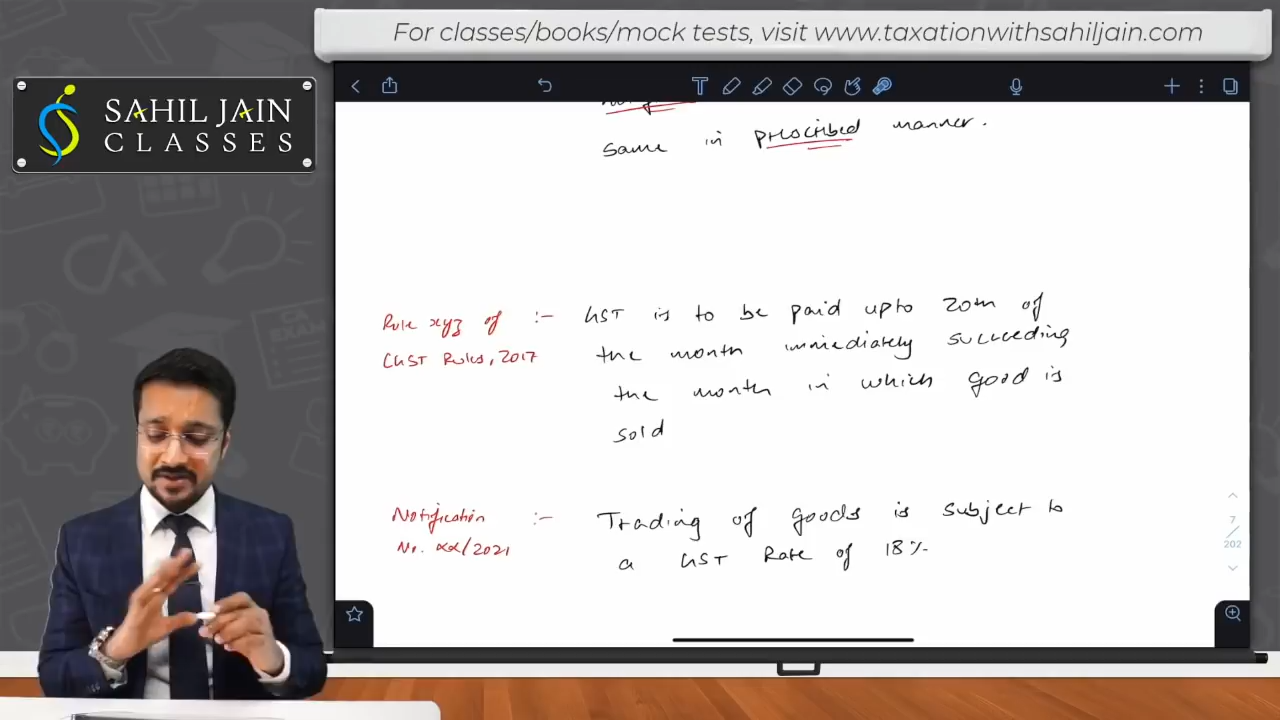 For classes/books/mock tests, visit www.taxationwithsahiljain.com
SAHIL JAIN
CLASSES
same in prescribed manner.
Rule xyz of :- GST is to be paid upto 20th of
CGST Rules, 2017 the month immediately succeeding
the month in which good is
sold
Notification :- Trading of goods is subject to
No. xx/2021 a GST Rate of 18%
7
202